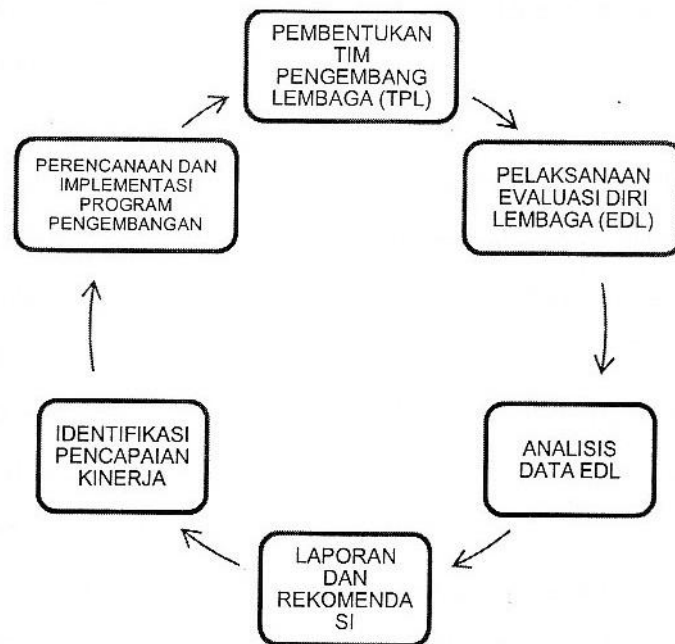 PEMBENTUKAN
TIM
PENGEMBANG
LEMBAGA (TPL)
PELAKSANAAN
EVALUASI DIRI
LEMBAGA (EDL)
ANALISIS
DATA EDL
LAPORAN
DAN
REKOMENDA
SI
IDENTIFIKASI
PENCAPAIAN
KINERJA
PERENCANAAN DAN
IMPLEMENTASI
PROGRAM
PENGEMBANGAN